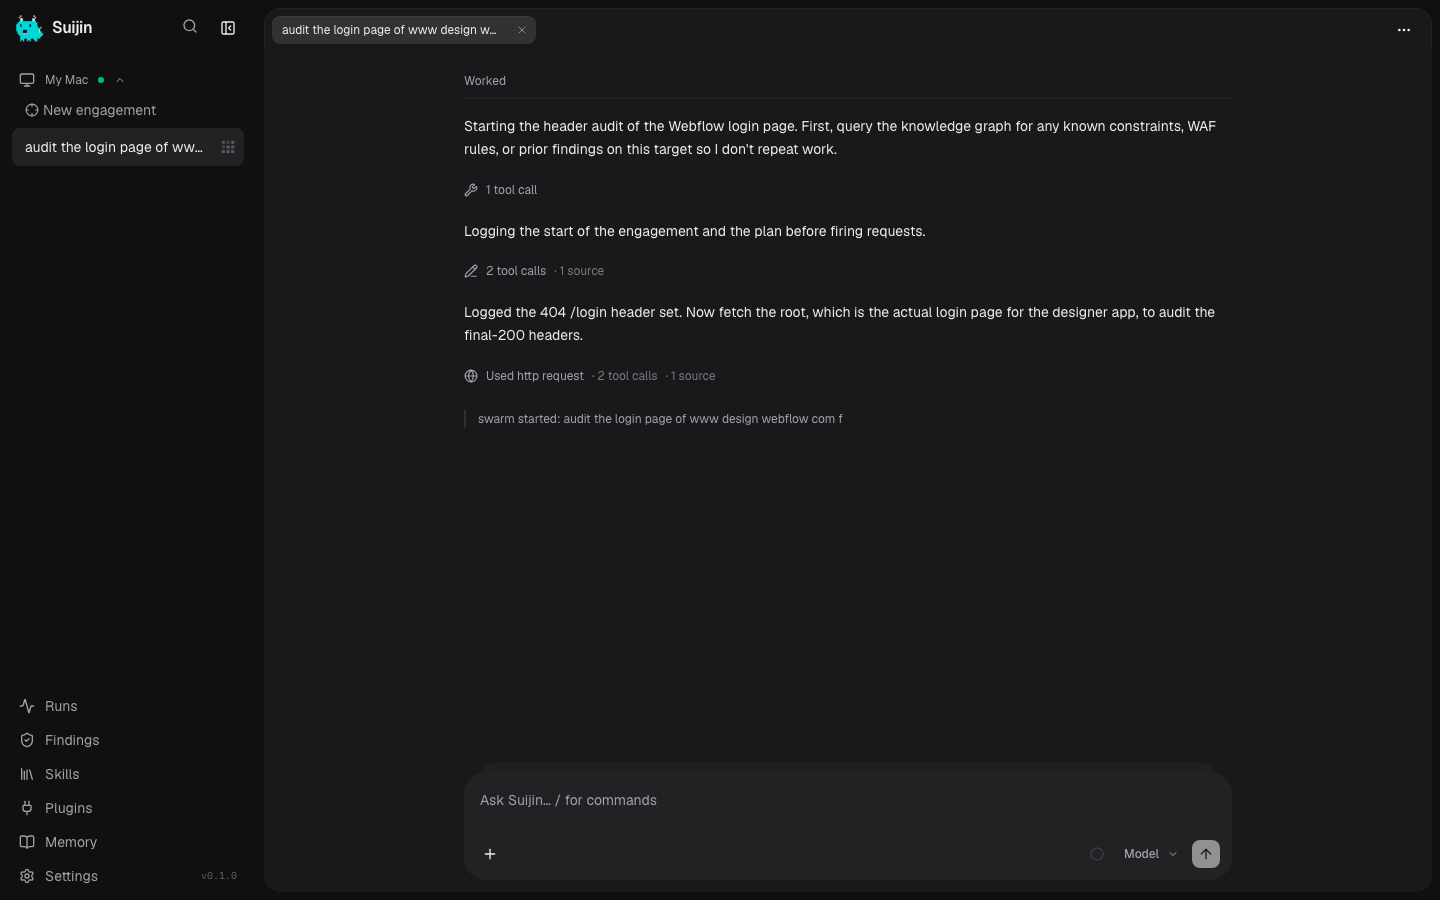 Suijin
My Mac
New engagement
audit the login page of ww...
Runs
Findings
Skills
Plugins
Memory
Settings
v0.1.0
audit the login page of www design w...
Worked
Starting the header audit of the Webflow login page. First, query the knowledge graph for any known constraints, WAF
rules, or prior findings on this target so I don't repeat work.
1 tool call
Logging the start of the engagement and the plan before firing requests.
2 tool calls · 1 source
Logged the 404 /login header set. Now fetch the root, which is the actual login page for the designer app, to audit the
final-200 headers.
Used http request · 2 tool calls · 1 source
swarm started: audit the login page of www design webflow com f
Ask Suijin... / for commands
Model